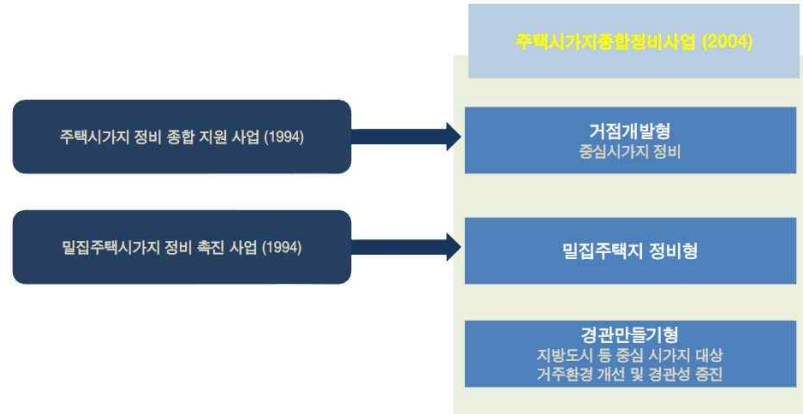 주택시가지종합정비사업 (2004)
주택시가지 정비 종합 지원 사업 (1994)
거점개발형
중심시가지 정비
밀집주택시가지 정비 촉진 사업 (1994)
밀집주택지 정비형
경관만들기형
지방도시 등 중심 시가지 대상
거주환경 개선 및 경관성 증진